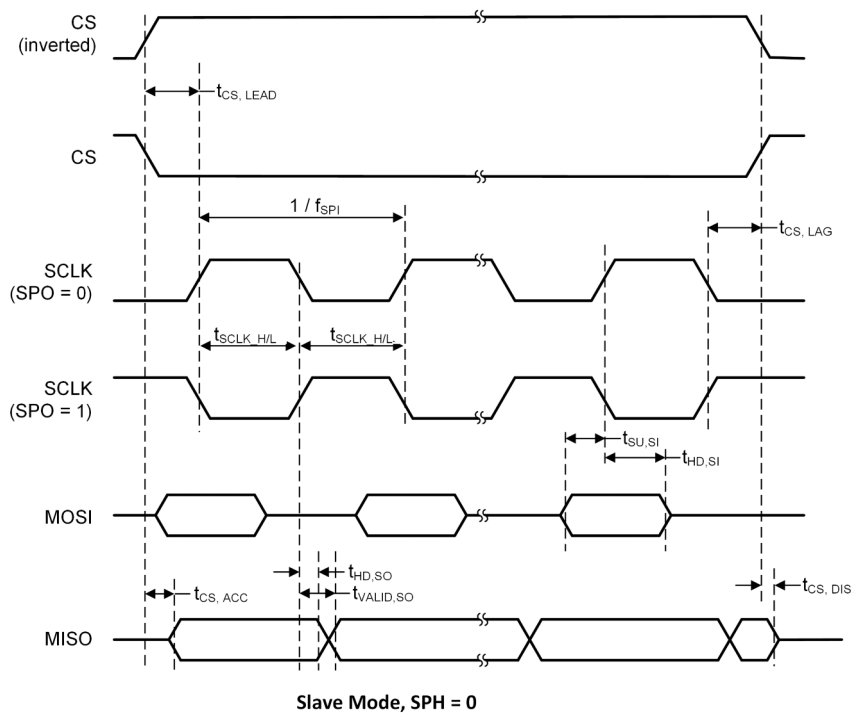 CS
(inverted)
tCS, LEAD
CS
1 / fSPI
tCS, LAG
SCLK
(SPO = 0)
tSCLK_H/L
tSCLK_H/L.
SCLK
(SPO = 1)
tSU,SI
tHD,SI
MOSI
tHD,SO
tVALID,SO
tCS, ACC
tCS, DIS
MISO
Slave Mode, SPH = 0